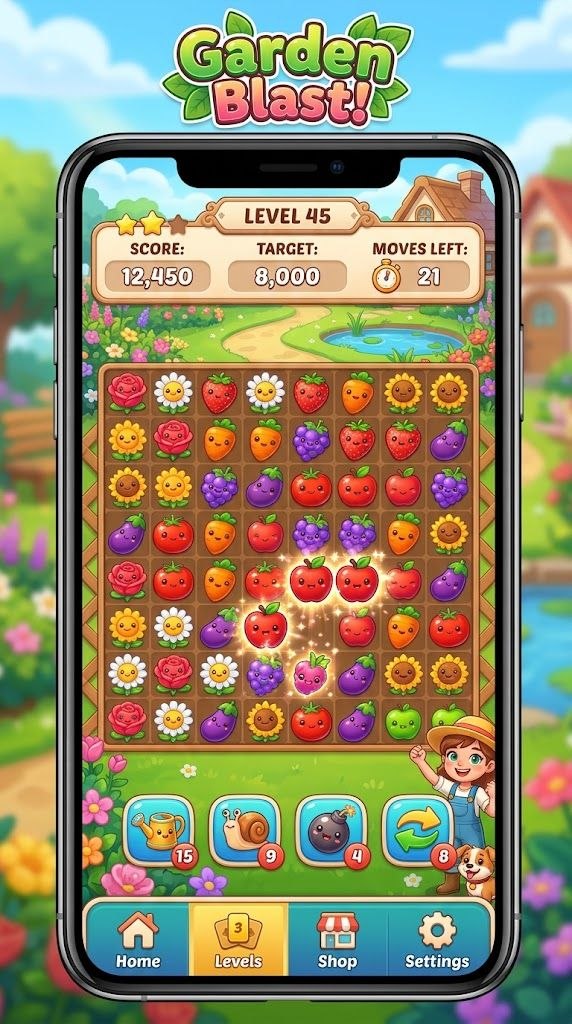 Garden
Blast!
LEVEL 45
SCORE: TARGET: MOVES LEFT:
12,450 8,000 21
15 9 4 8
3
Home Levels Shop Settings